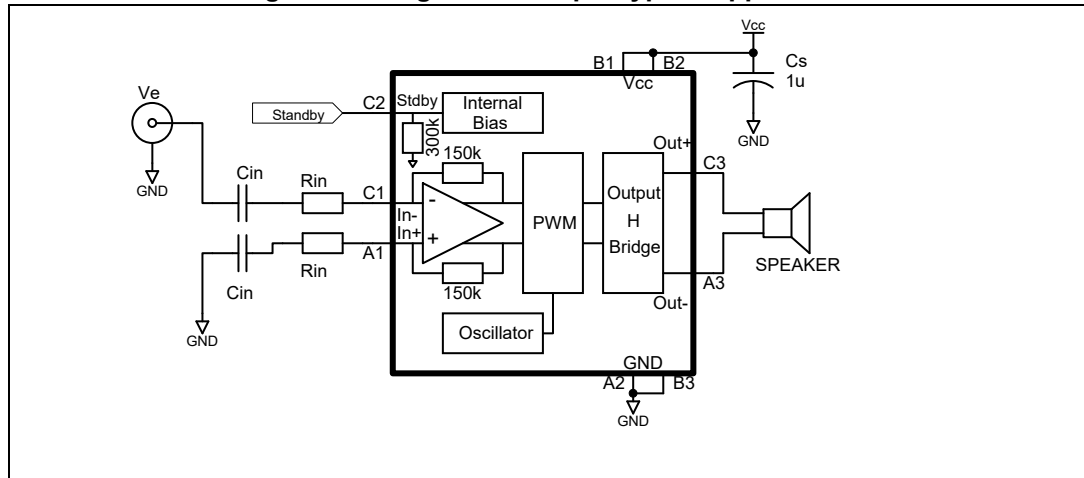 Vcc
B1
B2
Vcc
Cs
1u
GND
Ve
GND
Standby
C2
Stdby
300k
Internal
Bias
150k
Out+
C3
Cin
Rin
C1
In-
In+
-
+
A1
PWM
Output
H
Bridge
SPEAKER
Cin
Rin
150k
A3
Out-
Oscillator
GND
GND
A2
B3
GND